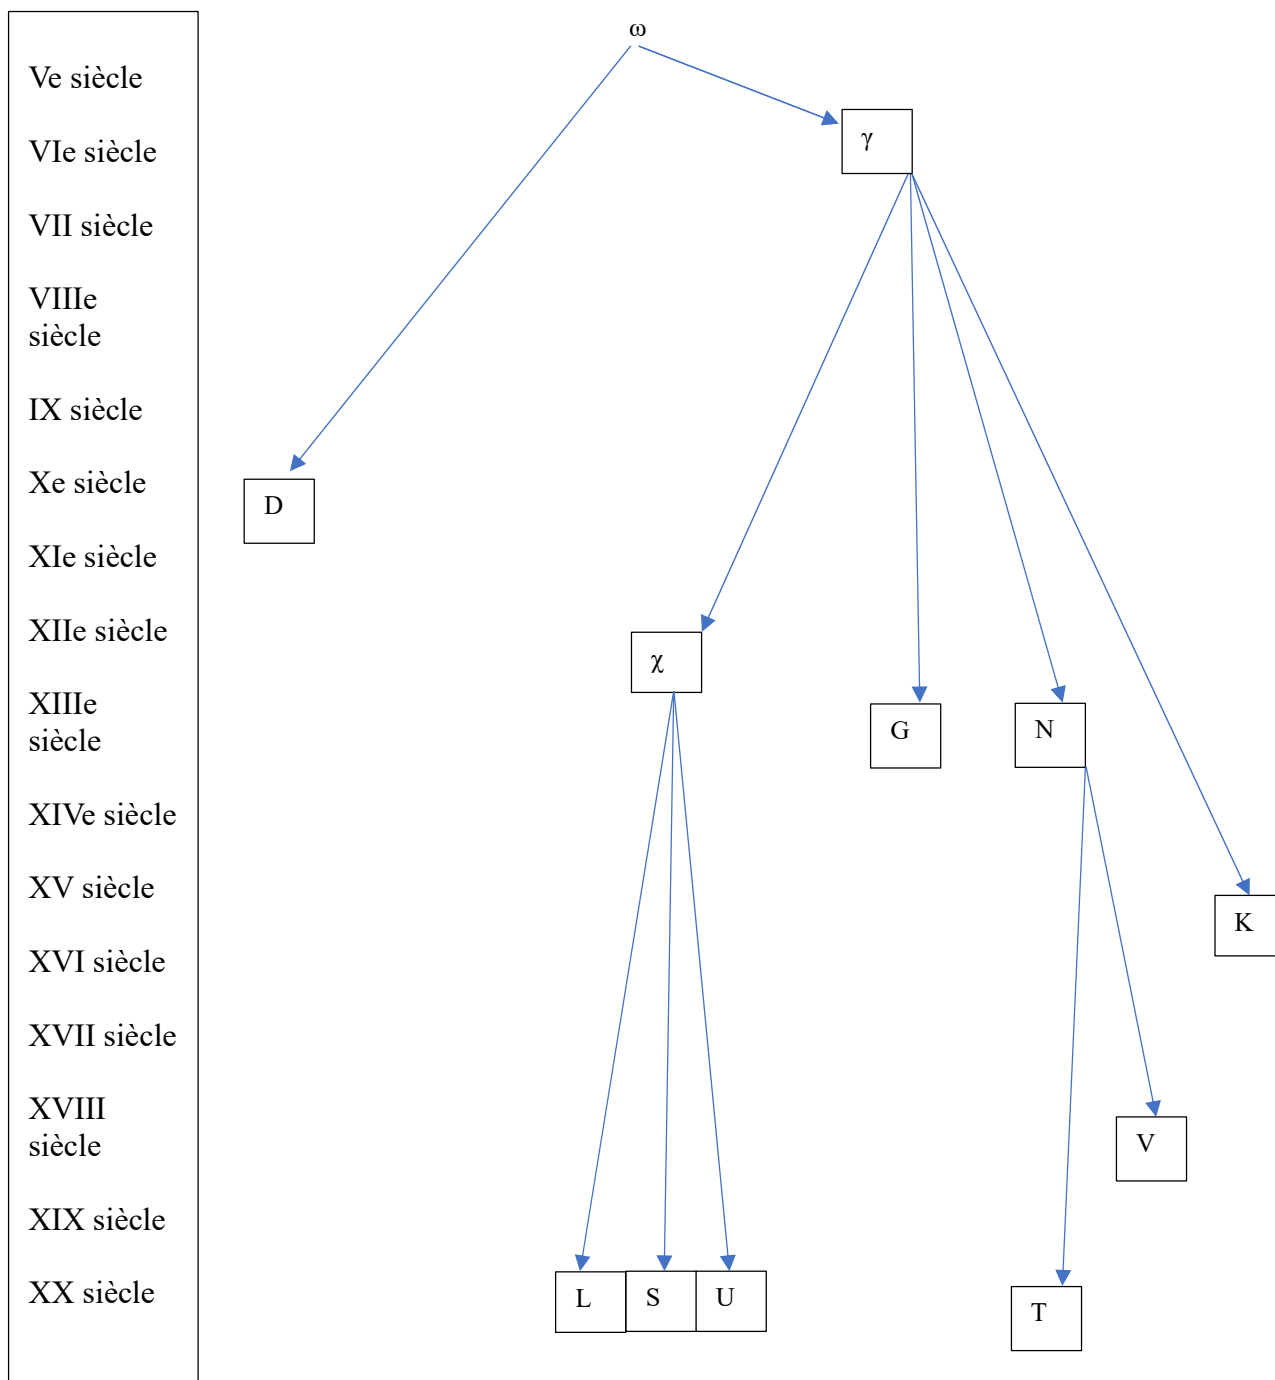 ω
Ve siècle
γ
VIe siècle
VII siècle
VIIIe
siècle
IX siècle
Xe siècle
D
XIe siècle
XIIe siècle
χ
XIIIe
siècle
G
N
XIVe siècle
XV siècle
K
XVI siècle
XVII siècle
XVIII
siècle
V
XIX siècle
XX siècle
L
S
U
T